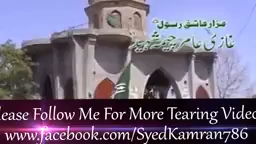 مزار عاشق رسول
غازی عامر چیمہ شہید
lease Follow Me For More Tearing Video
www.facebook.com/SyedKamran786